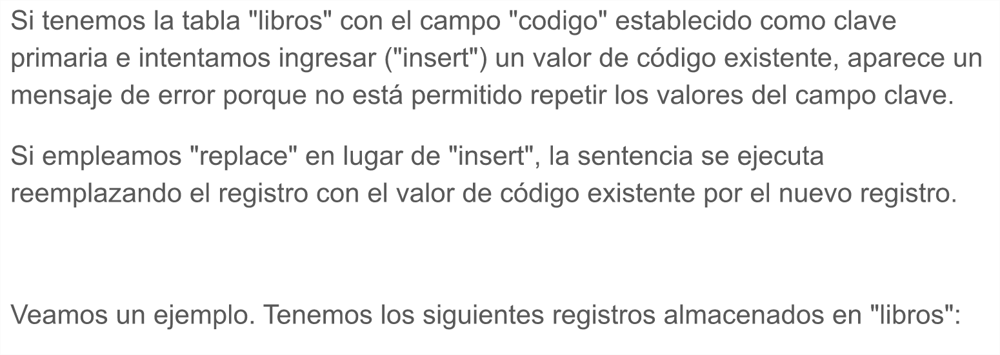 Si tenemos la tabla "libros" con el campo "codigo" establecido como clave
primaria e intentamos ingresar ("insert") un valor de código existente, aparece un
mensaje de error porque no está permitido repetir los valores del campo clave.
Si empleamos "replace" en lugar de "insert", la sentencia se ejecuta
reemplazando el registro con el valor de código existente por el nuevo registro.
Veamos un ejemplo. Tenemos los siguientes registros almacenados en "libros":